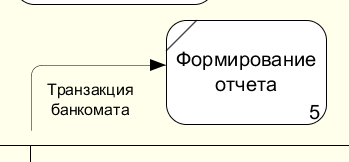 Формирование
отчета
Транзакция
банкомата
5